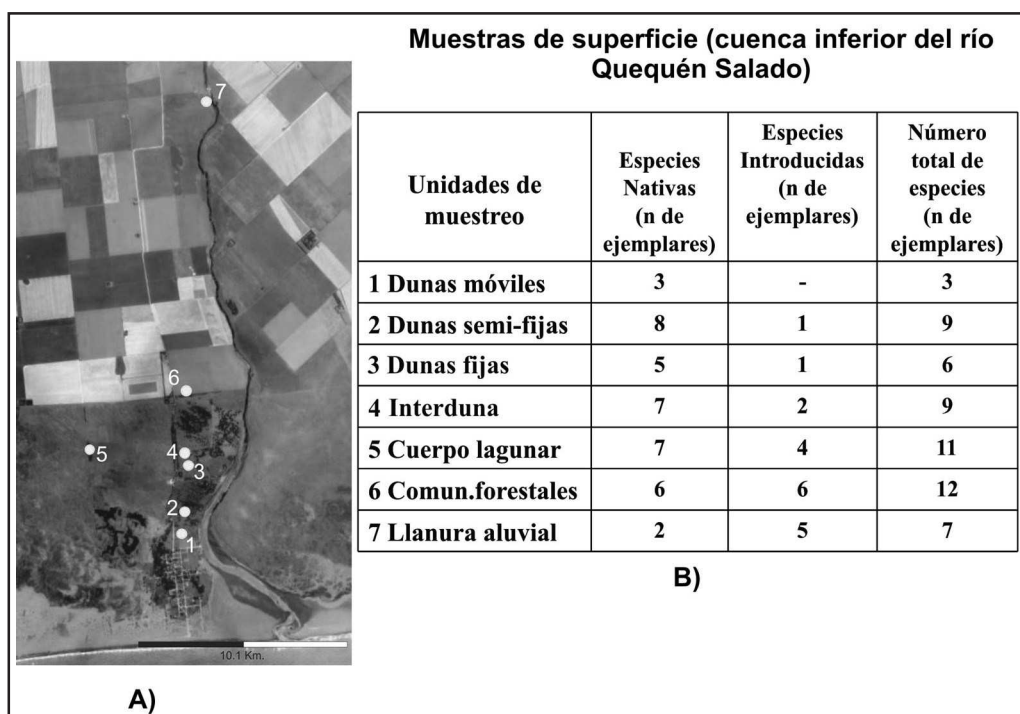 Muestras de superficie (cuenca inferior del río
Quequén Salado)
7
6
5
4
3
2
1
10.1 Km.
A)
Unidades de
muestreo
Especies
Nativas
(n de
ejemplares)
Especies
Introducidas
(n de
ejemplares)
Número
total de
especies
(n de
ejemplares)
1 Dunas móviles 3 - 3
2 Dunas semi-fijas 8 1 9
3 Dunas fijas 5 1 6
4 Interduna 7 2 9
5 Cuerpo lagunar 7 4 11
6 Comun.forestales 6 6 12
7 Llanura aluvial 2 5 7
B)